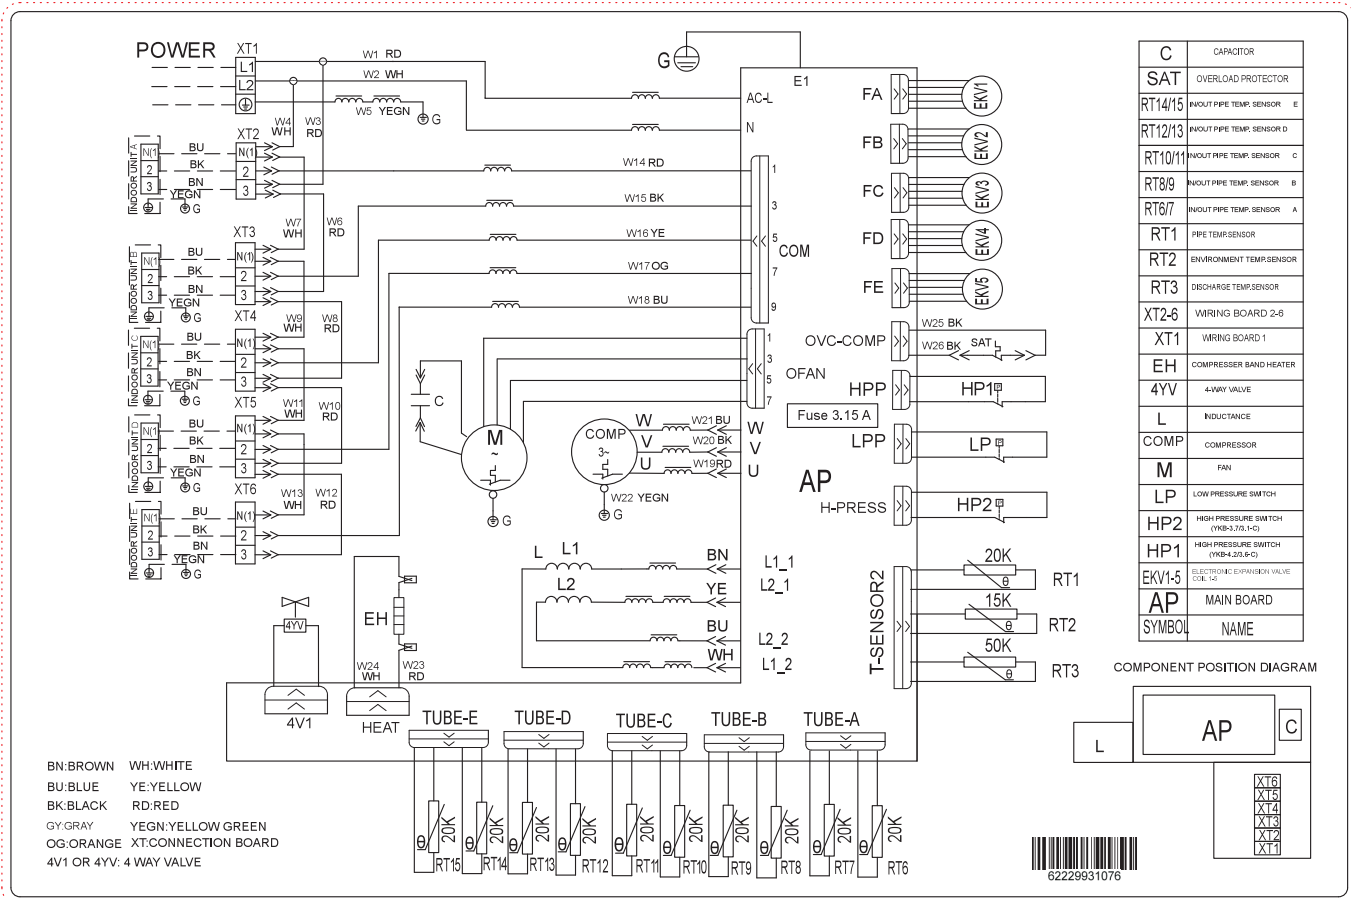 POWER
XT1
L1
L2
W1 RD
W2 WH
W5 YEGN
G
W4 WH
W3 RD
G
E1
AC-L
N
XT2
INDOOR UNIT A
N(1
2
3
BU
BK
BN
YEGN
G
N(1)
2
3
W14 RD
W15 BK
W16 YE
W17 OG
W18 BU
1
3
5
7
9
COM
W7 WH
W6 RD
XT3
INDOOR UNIT B
N(1
2
3
BU
BK
BN
YEGN
G
N(1)
2
3
W9 WH
W8 RD
XT4
INDOOR UNIT C
N(1
2
3
BU
BK
BN
YEGN
G
N(1)
2
3
W11 WH
W10 RD
XT5
INDOOR UNIT D
N(1
2
3
BU
BK
BN
YEGN
G
N(1)
2
3
W13 WH
W12 RD
XT6
INDOOR UNIT E
N(1
2
3
BU
BK
BN
YEGN
G
N(1)
2
3
C
M
~
G
1
3
5
7
OFAN
Fuse 3.15 A
COMP
3~
W
V
U
W21 BU
W20 BK
W19RD
W
V
U
W22 YEGN
G
AP
L
L1
L2
BN
YE
BU
WH
L1_1
L2_1
L2_2
L1_2
4YV
4V1
EH
W24 WH
W23 RD
HEAT
FA
EKV1
FB
EKV2
FC
EKV3
FD
EKV4
FE
EKV5
OVC-COMP
W25 BK
W26 BK
SAT
HPP
HP1
P
LPP
LP
P
H-PRESS
HP2
P
T-SENSOR2
20K
θ
RT1
15K
θ
RT2
50K
θ
RT3
TUBE-E
TUBE-D
TUBE-C
TUBE-B
TUBE-A
θ
20K
RT15
20K
RT14
θ
20K
RT13
20K
RT12
θ
20K
RT11
20K
RT10
θ
20K
RT9
20K
RT8
θ
20K
RT7
20K
RT6
BN:BROWN WH:WHITE
BU:BLUE YE:YELLOW
BK:BLACK RD:RED
GY:GRAY YEGN:YELLOW GREEN
OG:ORANGE XT:CONNECTION BOARD
4V1 OR 4YV: 4 WAY VALVE
C CAPACITOR
SAT OVERLOAD PROTECTOR
RT14/15 IN/OUT PIPE TEMP. SENSOR E
RT12/13 IN/OUT PIPE TEMP. SENSOR D
RT10/11 IN/OUT PIPE TEMP. SENSOR C
RT8/9 IN/OUT PIPE TEMP. SENSOR B
RT6/7 IN/OUT PIPE TEMP. SENSOR A
RT1 PIPE TEMP.SENSOR
RT2 ENVIRONMENT TEMP.SENSOR
RT3 DISCHARGE TEMP.SENSOR
XT2-6 WIRING BOARD 2-6
XT1 WIRING BOARD 1
EH COMPRESSER BAND HEATER
4YV 4-WAY VALVE
L INDUCTANCE
COMP COMPRESSOR
M FAN
LP LOW PRESSURE SWITCH
HP2 HIGH PRESSURE SWITCH
(YKB-3.7/3.1-C)
HP1 HIGH PRESSURE SWITCH
(YKB-4.2/3.6-C)
EKV1-5 ELECTRONIC EXPANSION VALVE
COIL 1-5
AP MAIN BOARD
SYMBOL NAME
COMPONENT POSITION DIAGRAM
L
AP
C
XT6
XT5
XT4
XT3
XT2
XT1
62229931076